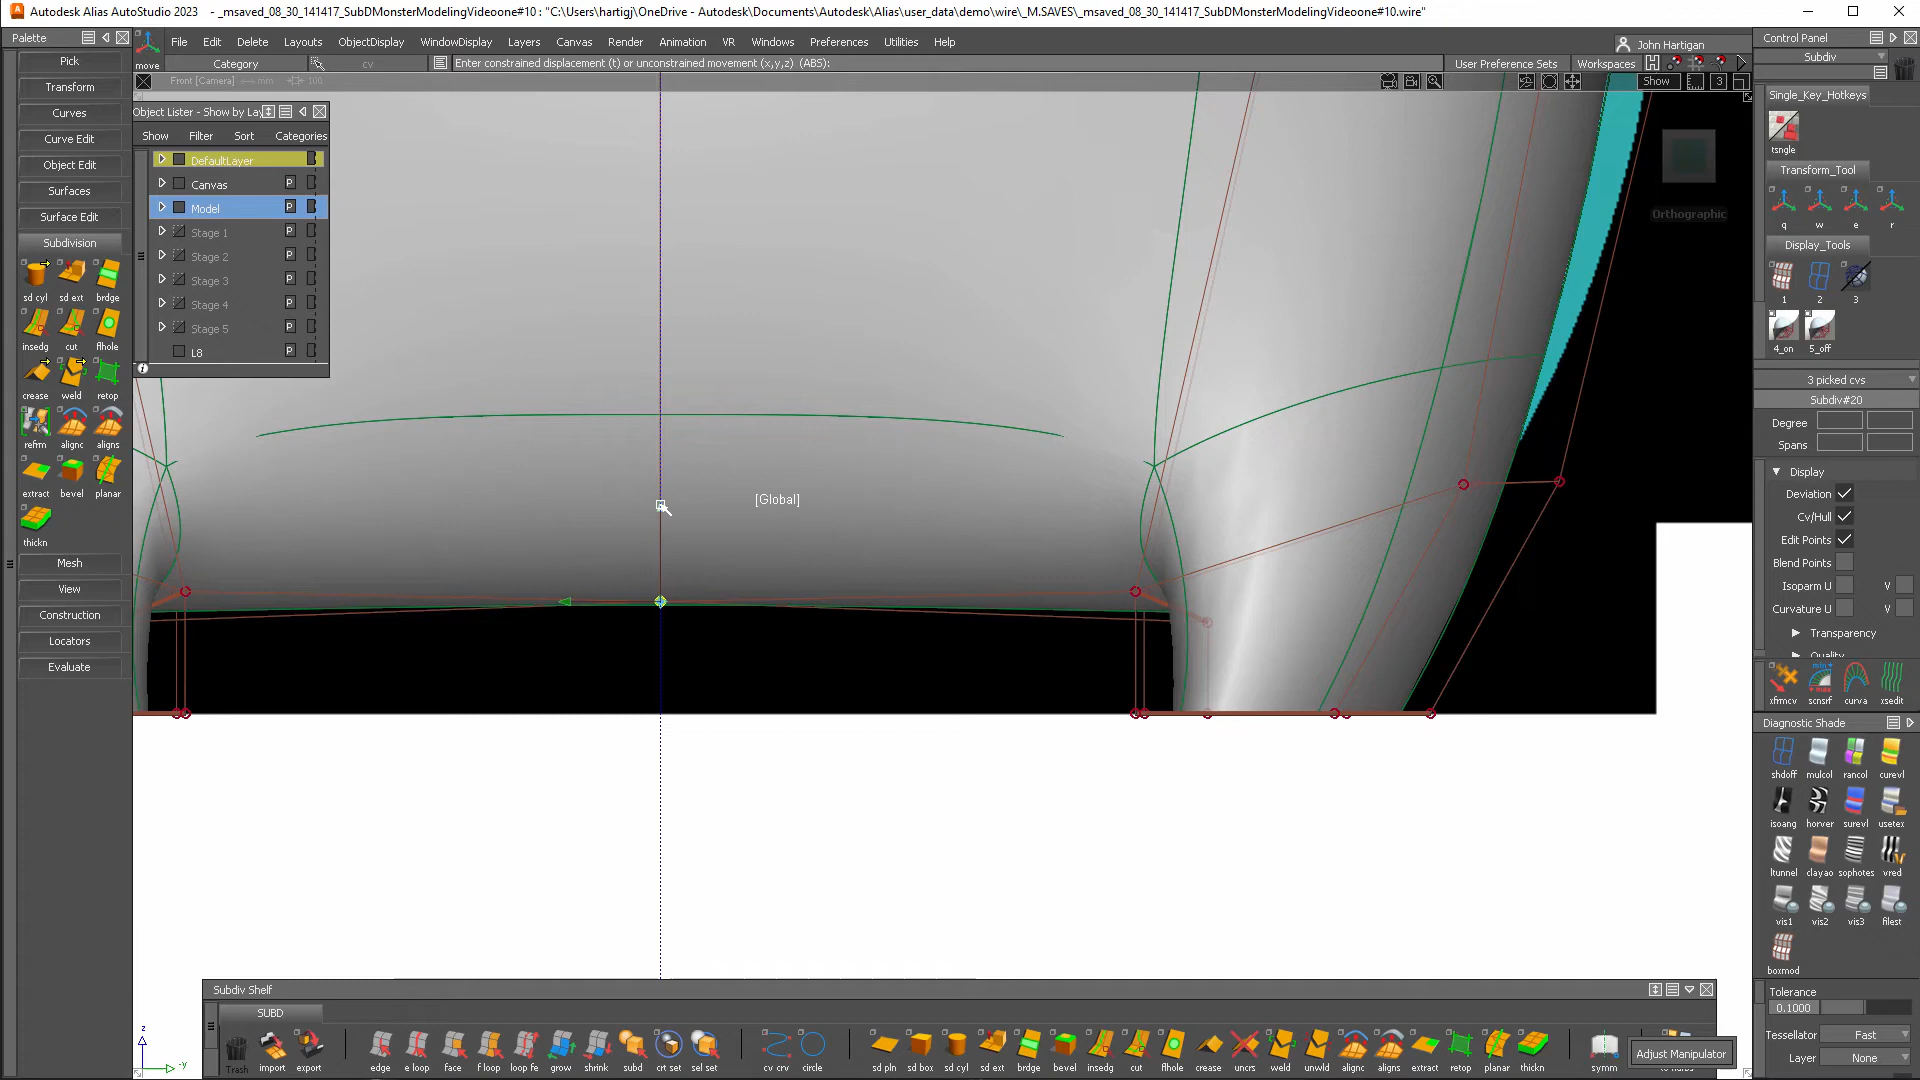 Autodesk Alias AutoStudio 2023 - _msaved_08_30_141417_SubDMonsterModelingVideoone#10 : "C:\Users\hartigj\OneDrive - Autodesk\Documents\Autodesk\Alias\user_data\demo\wire\_M.SAVES\_msaved_08_30_141417_SubDMonsterModelingVideoone#10.wire"
Palette
File Edit Delete Layouts ObjectDisplay WindowDisplay Layers Canvas Render Animation VR Windows Preferences Utilities Help
John Hartigan
move Category cv Enter constrained displacement (t) or unconstrained movement (x,y,z) (ABS):
User Preference Sets Workspaces
Front [Camera] mm 100
Show 3
Pick
Transform
Curves
Curve Edit
Object Edit
Surfaces
Surface Edit
Subdivision
sd cyl sd ext brdge
insedg cut flhole
crease weld retop
refrm alignc aligns
extract bevel planar
thickn
Mesh
View
Construction
Locators
Evaluate
Object Lister - Show by Lay
Show Filter Sort Categories
DefaultLayer
Canvas P
Model P
Stage 1 P
Stage 2 P
Stage 3 P
Stage 4 P
Stage 5 P
L8 P
[Global]
Orthographic
z
-y
Control Panel
Subdiv
Single_Key_Hotkeys
tsngle
Transform_Tool
q w e r
Display_Tools
1 2 3
4_on 5_off
3 picked cvs
Subdiv#20
Degree
Spans
Display
Deviation
Cv/Hull
Edit Points
Blend Points
Isoparm U V
Curvature U V
Transparency
Quality
xfrmcv scnsrf curva xsedit
Diagnostic Shade
shdoff mulcol rancol curevl
isoang horver surevl usetex
ltunnel clayao sophotes vred
vis1 vis2 vis3 filest
boxmod
Tolerance
0.1000
Tessellator Fast
Layer None
Subdiv Shelf
SUBD
Trash import export edge e loop face f loop loop fe grow shrink subd crt set sel set cv crv circle sd pln sd box sd cyl sd ext brdge bevel insedg cut flhole crease uncrs weld unwld alignc aligns extract retop planar thickn symm
Adjust Manipulator